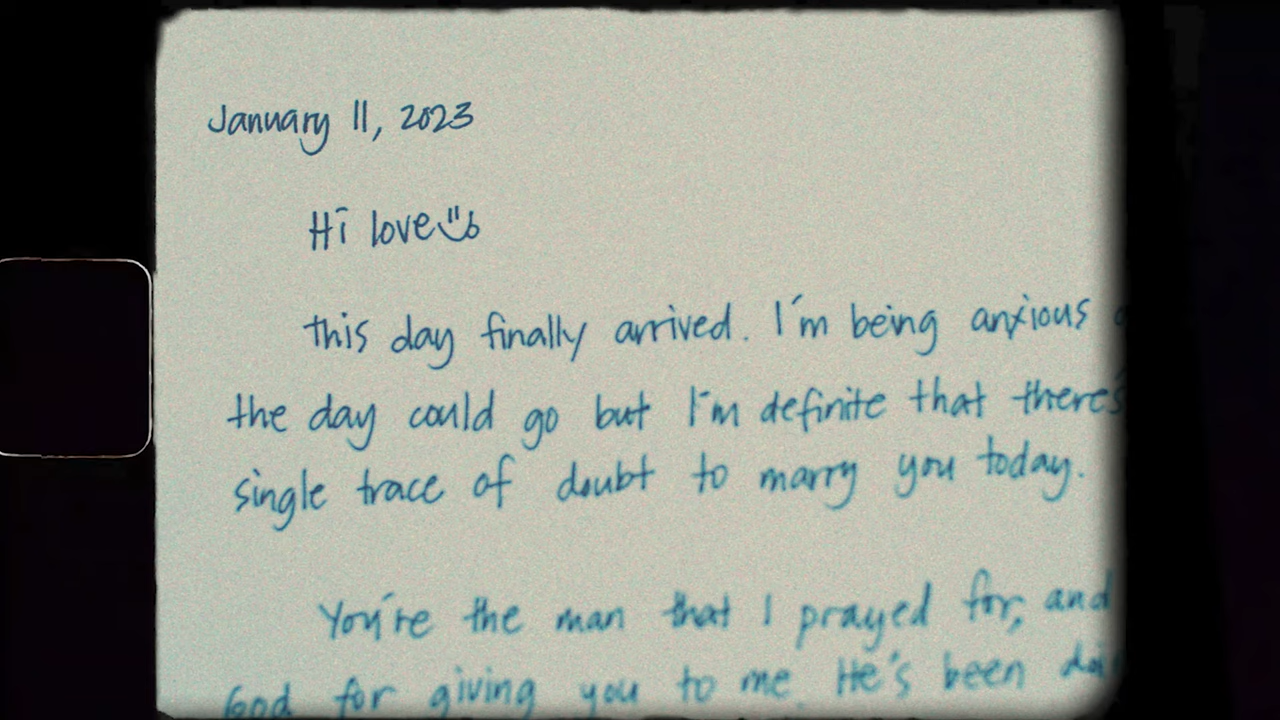 January 11, 2023
Hi love
this day finally arrived. I'm being anxious
the day could go but I'm definite that there's
single trace of doubt to marry you today.
You're the man that I prayed for, and
God for giving you to me. He's been